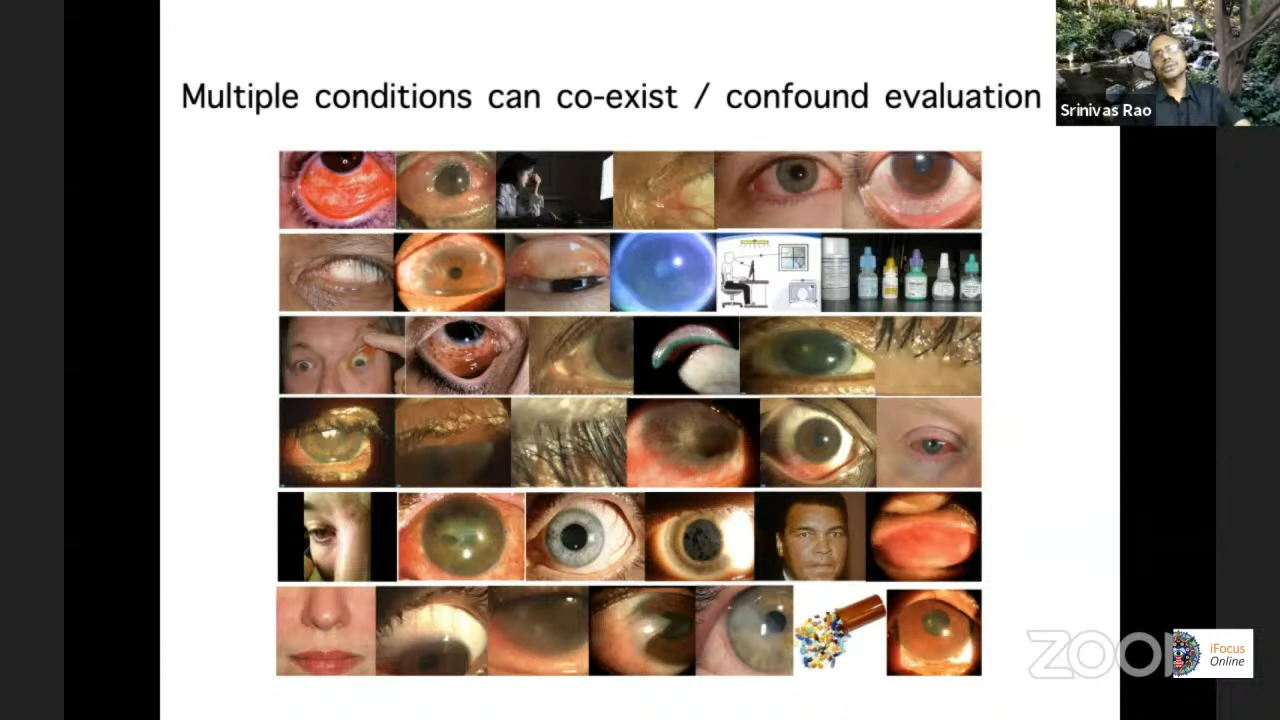 Multiple conditions can co-exist / confound evaluation
Srinivas Rao
zoom
iFocus
Online